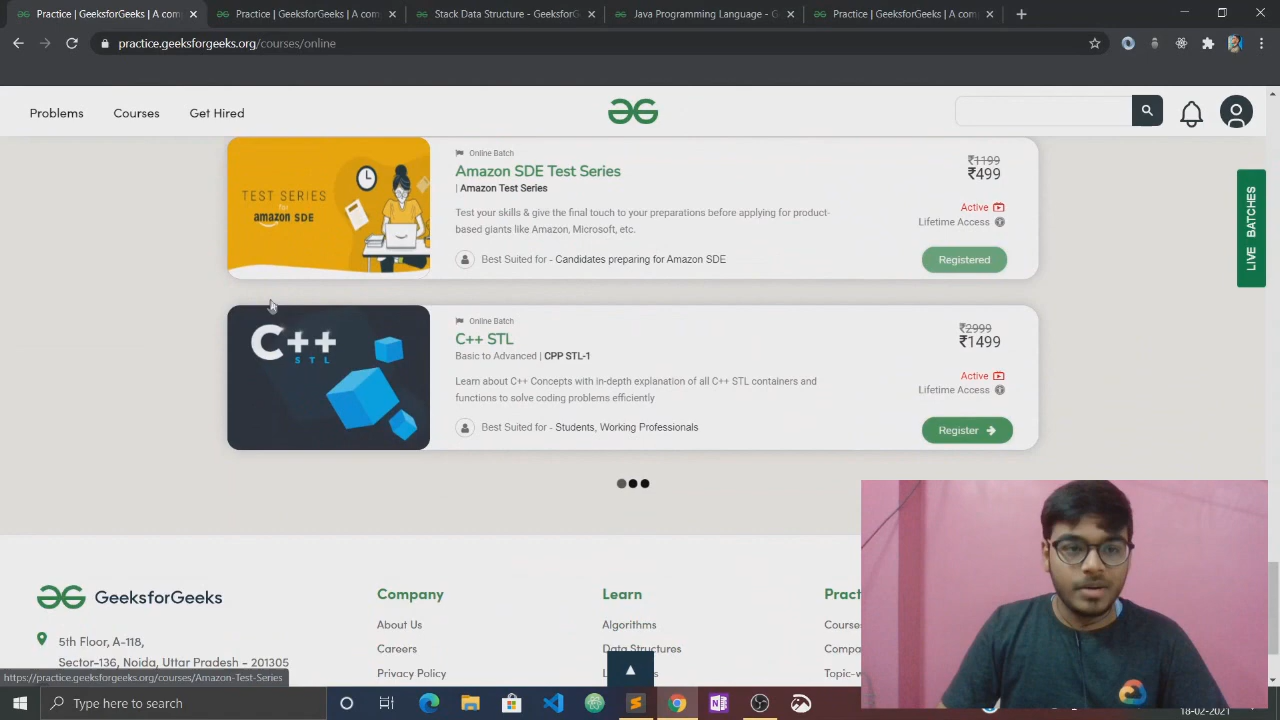 Practice | GeeksforGeeks | A com
Practice | GeeksforGeeks | A com
Stack Data Structure - GeeksforG
Java Programming Language - G
Practice | GeeksforGeeks | A com
practice.geeksforgeeks.org/courses/online
Problems
Courses
Get Hired
TEST SERIES
for
amazon SDE
Online Batch
Amazon SDE Test Series
| Amazon Test Series
Test your skills & give the final touch to your preparations before applying for product-
based giants like Amazon, Microsoft, etc.
Best Suited for - Candidates preparing for Amazon SDE
₹1199
₹499
Active
Lifetime Access
Registered
LIVE BATCHES
C++
STL
Online Batch
C++ STL
Basic to Advanced | CPP STL-1
Learn about C++ Concepts with in-depth explanation of all C++ STL containers and
functions to solve coding problems efficiently
Best Suited for - Students, Working Professionals
₹2999
₹1499
Active
Lifetime Access
Register
GeeksforGeeks
5th Floor, A-118,
Sector-136, Noida, Uttar Pradesh - 201305
Company
About Us
Careers
Privacy Policy
Learn
Algorithms
Data Structures
Pract
Course
Compa
Topic-w
https://practice.geeksforgeeks.org/courses/Amazon-Test-Series
Type here to search
18-02-2021